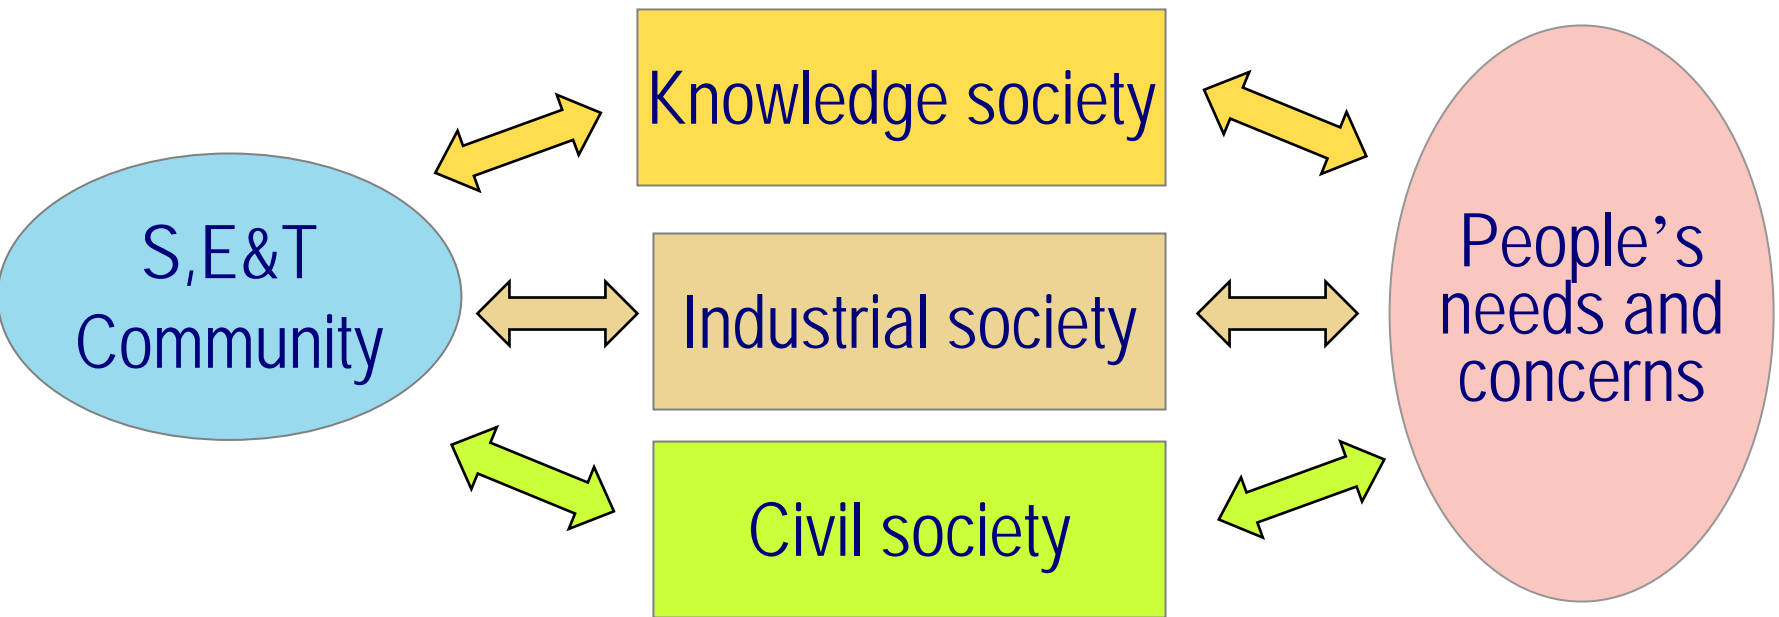 Knowledge society
S,E&T
Community
Industrial society
Civil society
People’s
needs and
concerns